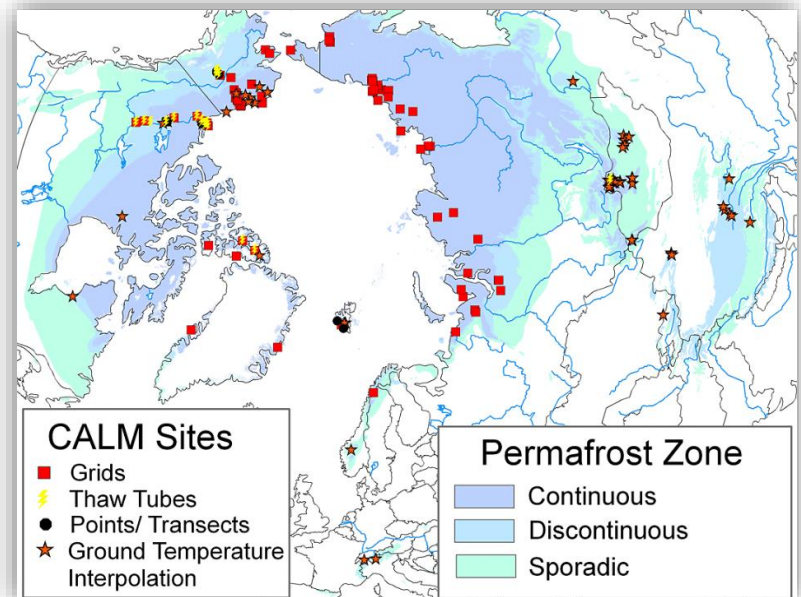 CALM Sites
Grids
Thaw Tubes
Points/ Transects
Ground Temperature
Interpolation
Permafrost Zone
Continuous
Discontinuous
Sporadic